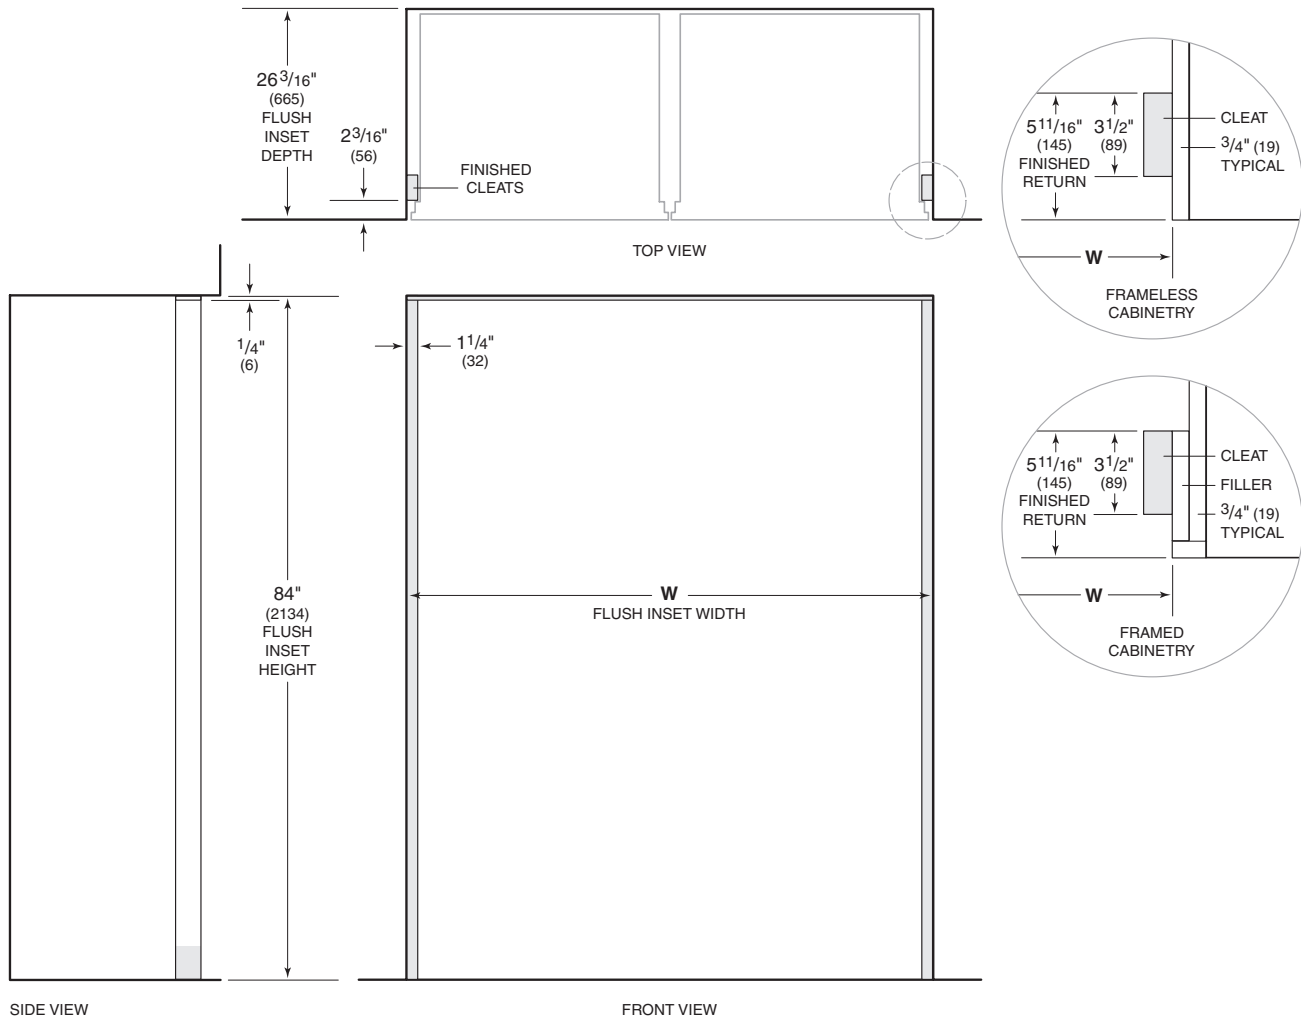 26 3/16"
(665)
FLUSH
INSET
DEPTH
2 3/16"
(56)
FINISHED
CLEATS
TOP VIEW
5 11/16"
(145)
FINISHED
RETURN
3 1/2"
(89)
CLEAT
3/4" (19)
TYPICAL
W
FRAMELESS
CABINETRY
1/4"
(6)
1 1/4"
(32)
84"
(2134)
FLUSH
INSET
HEIGHT
W
FLUSH INSET WIDTH
5 11/16"
(145)
FINISHED
RETURN
3 1/2"
(89)
CLEAT
FILLER
3/4" (19)
TYPICAL
W
FRAMED
CABINETRY
SIDE VIEW
FRONT VIEW